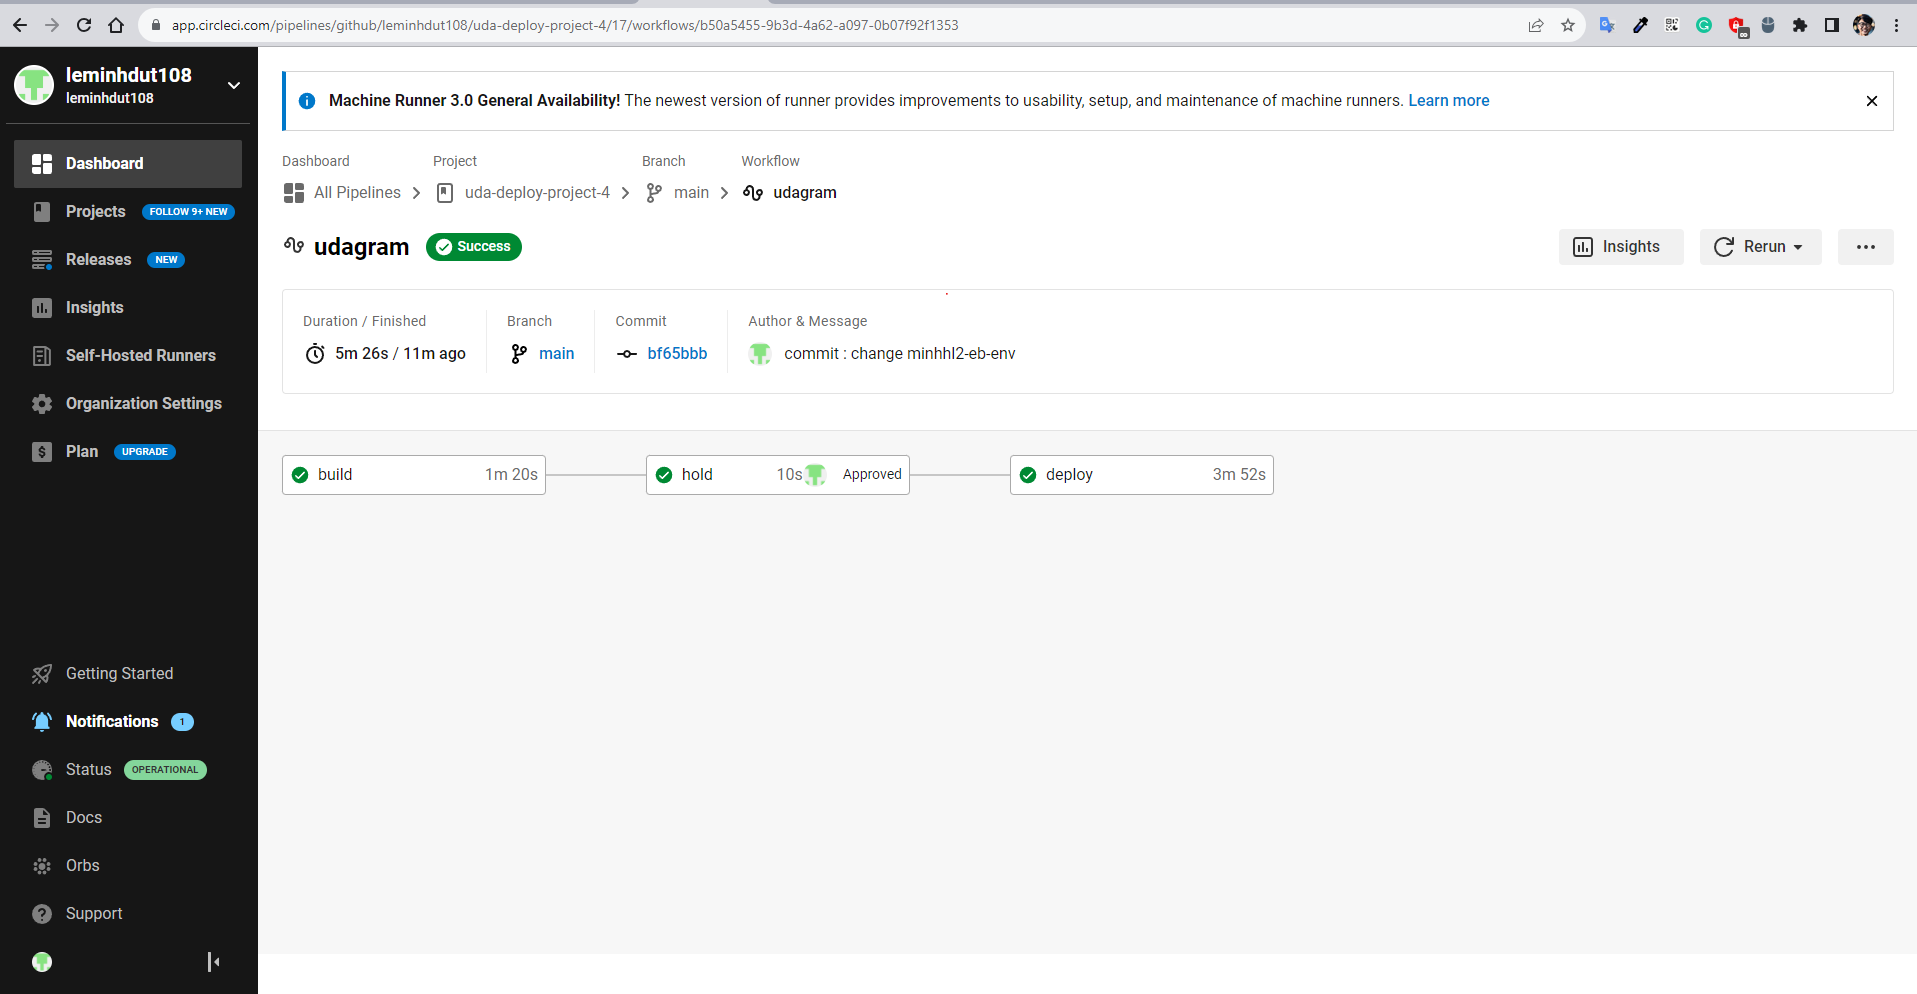 app.circleci.com/pipelines/github/leminhdut108/uda-deploy-project-4/17/workflows/b50a5455-9b3d-4a62-a097-0b07f92f1353
leminhdut108
leminhdut108
Dashboard
Projects FOLLOW 9+ NEW
Releases NEW
Insights
Self-Hosted Runners
Organization Settings
Plan UPGRADE
Getting Started
Notifications 1
Status OPERATIONAL
Docs
Orbs
Support
Machine Runner 3.0 General Availability! The newest version of runner provides improvements to usability, setup, and maintenance of machine runners. Learn more
Dashboard Project Branch Workflow
All Pipelines uda-deploy-project-4 main udagram
udagram Success Insights Rerun
Duration / Finished Branch Commit Author & Message
5m 26s / 11m ago main bf65bbb commit : change minhhl2-eb-env
build 1m 20s hold 10s Approved deploy 3m 52s